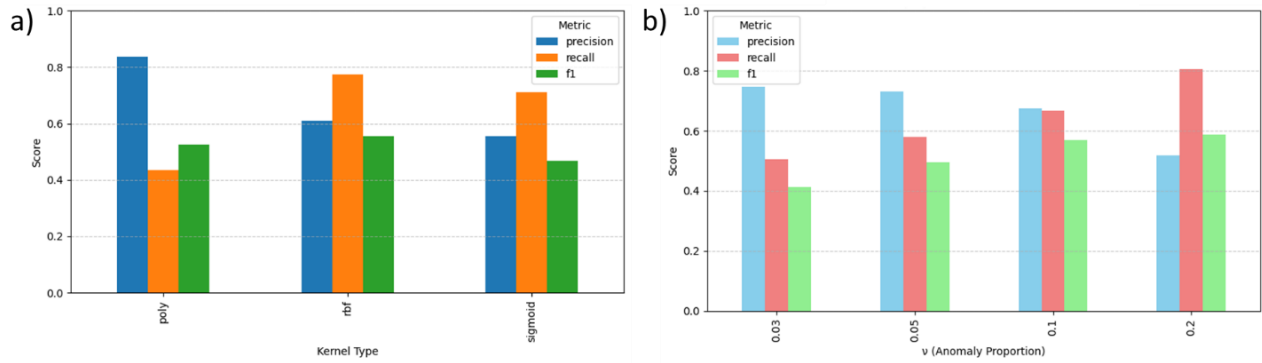 a)
Metric
precision
recall
f1
Score
1.0
0.8
0.6
0.4
0.2
0.0
poly
rbf
sigmoid
Kernel Type
b)
Metric
precision
recall
f1
Score
1.0
0.8
0.6
0.4
0.2
0.0
0.03
0.05
0.1
0.2
ν (Anomaly Proportion)